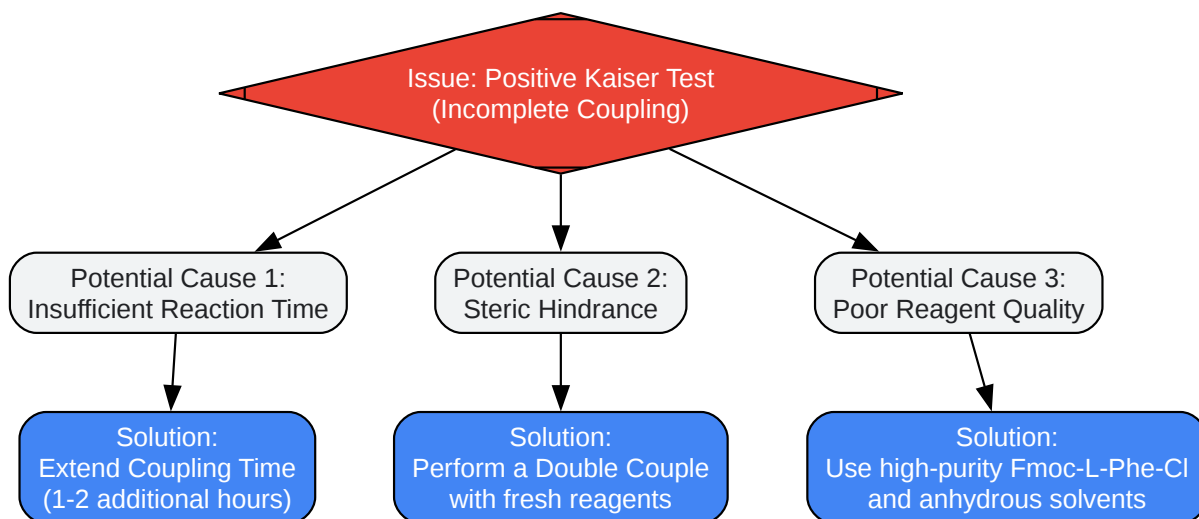 Issue: Positive Kaiser Test
(Incomplete Coupling)
Potential Cause 1:
Insufficient Reaction Time
Potential Cause 2:
Steric Hindrance
Potential Cause 3:
Poor Reagent Quality
Solution:
Extend Coupling Time
(1-2 additional hours)
Solution:
Perform a Double Couple
with fresh reagents
Solution:
Use high-purity Fmoc-L-Phe-Cl
and anhydrous solvents